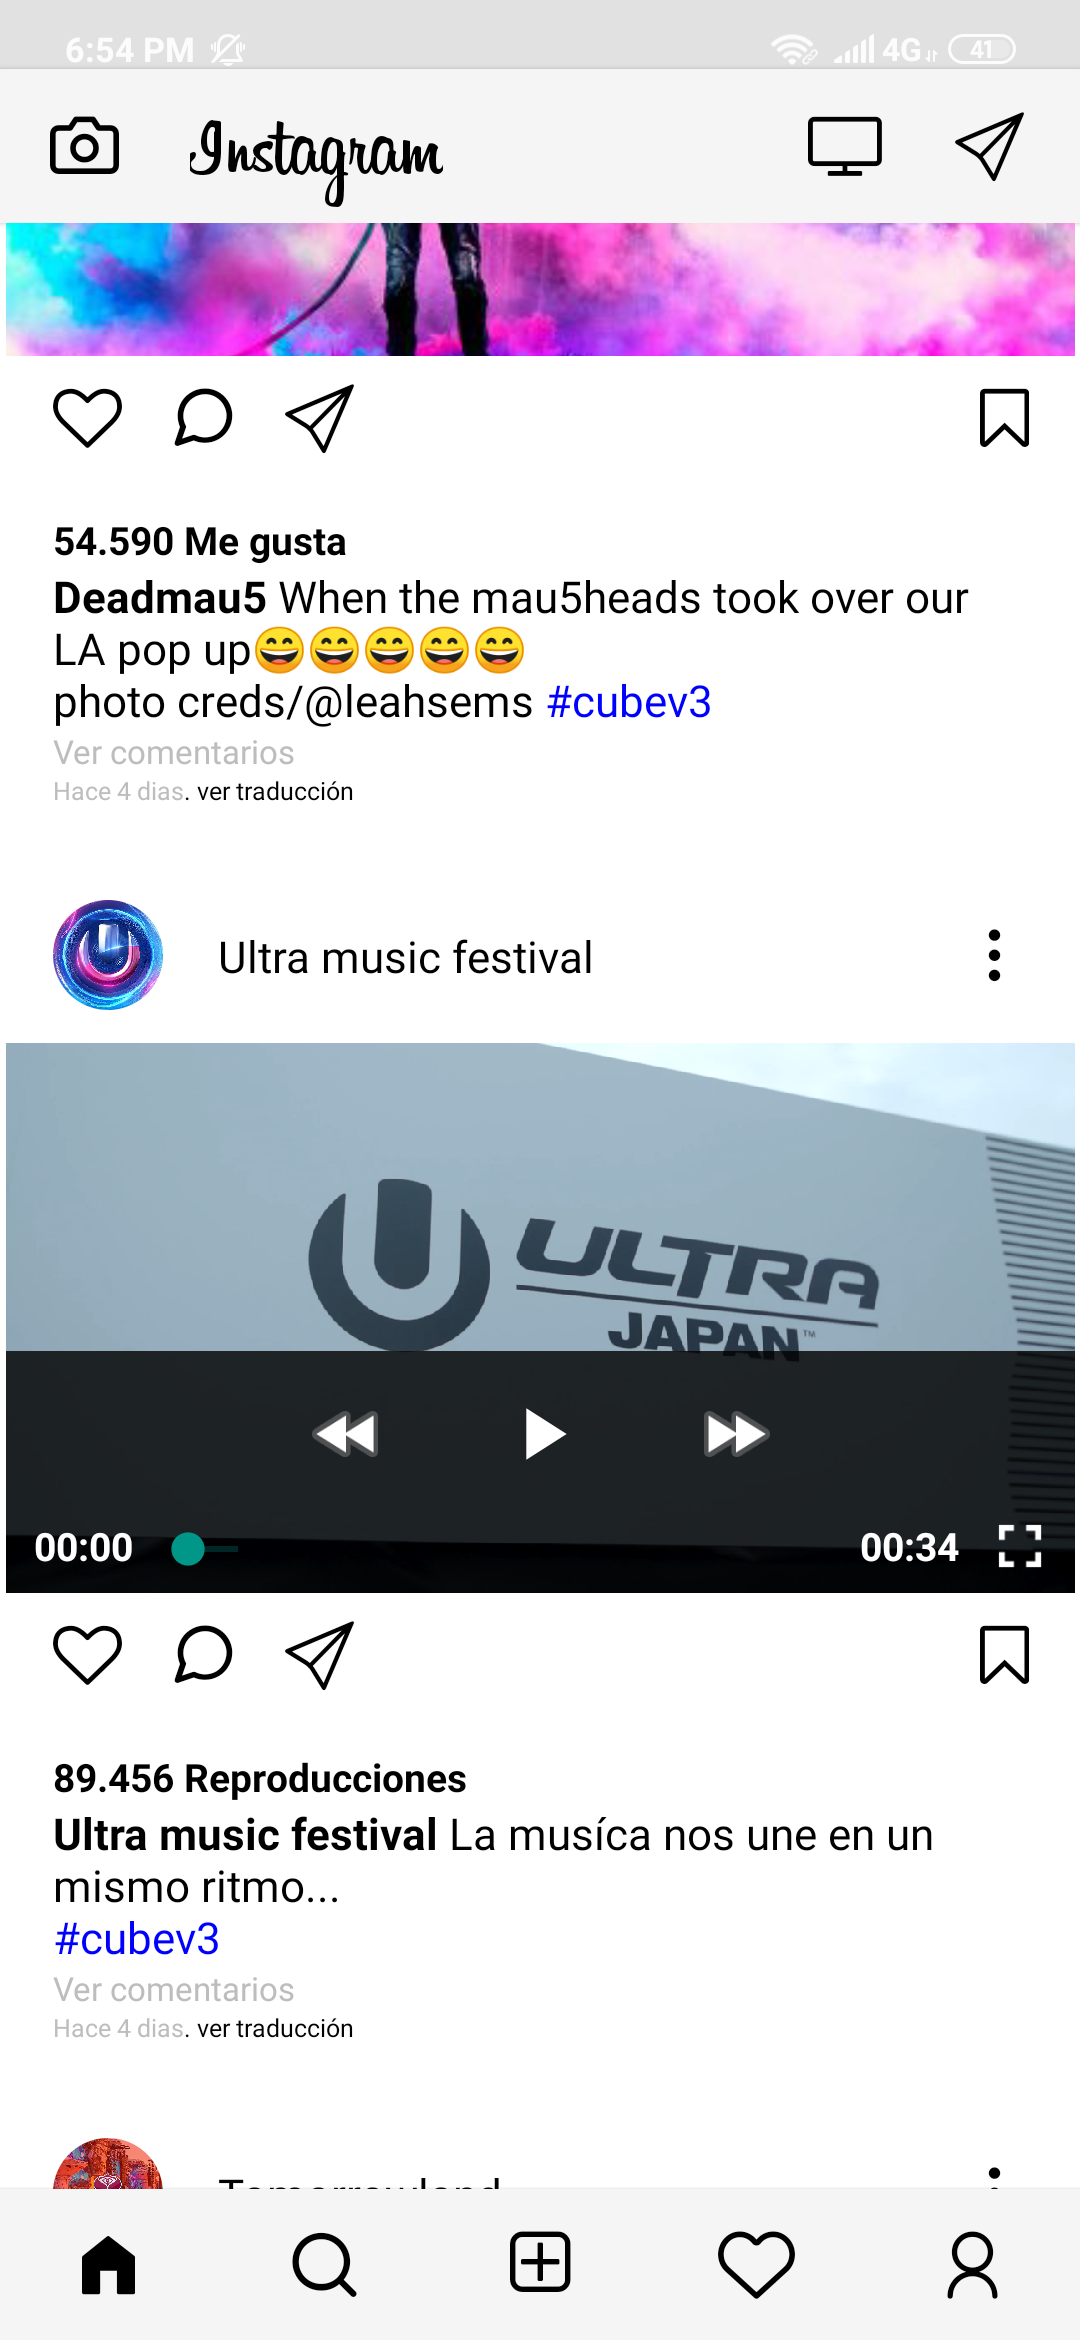 6:54 PM 4G 41
Instagram
54.590 Me gusta
Deadmau5 When the mau5heads took over our
LA pop up😄😄😄😄😄
photo creds/@leahsems #cubev3
Ver comentarios
Hace 4 dias. ver traducción
Ultra music festival
ULTRA
JAPAN™
00:00 00:34
89.456 Reproducciones
Ultra music festival La musíca nos une en un
mismo ritmo...
#cubev3
Ver comentarios
Hace 4 dias. ver traducción
Tomorrowland